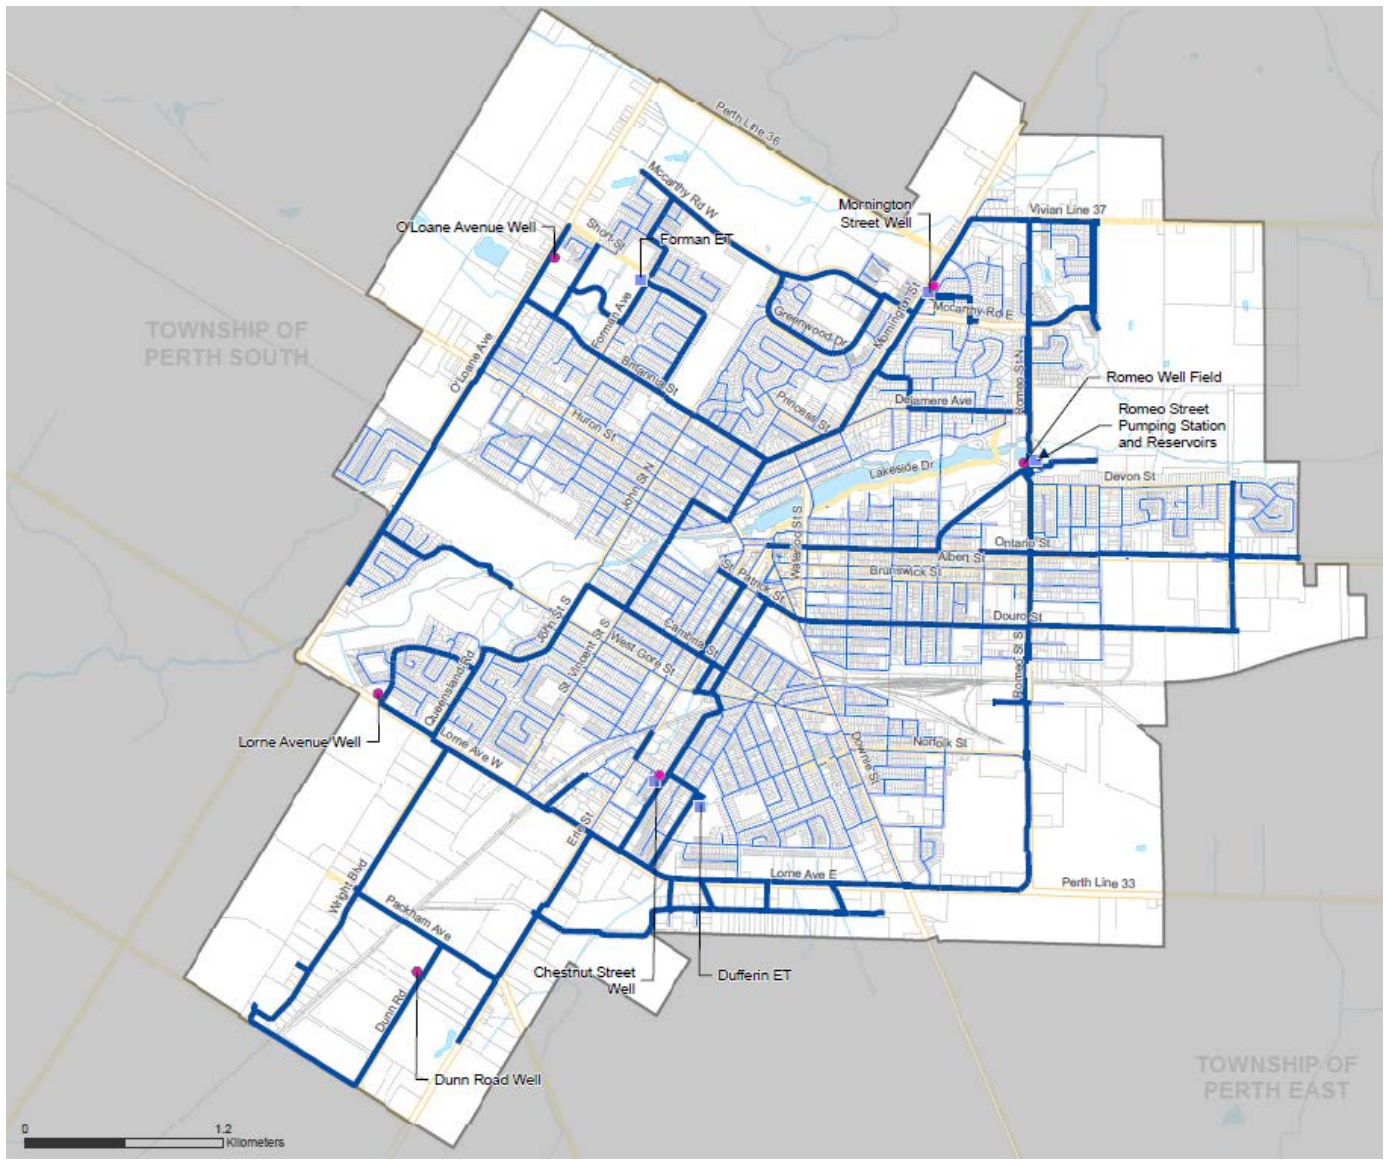 Perth Line 36
Mccarthy Rd W
Mornington
Street Well
Vivian Line 37
O'Loane Avenue Well
Short St
Forman ET
Mccarthy Rd E
Mornington St
Greenwood Dr
Forman Ave
TOWNSHIP OF
PERTH SOUTH
O'Loane Ave
Britannia St
Romeo St N
Romeo Well Field
Princess St
Delamere Ave
Romeo Street
Pumping Station
and Reservoirs
Huron St
Lakeside Dr
Devon St
John St N
Waterloo St S
Ontario St
Albert St
Brunswick St
St. Patrick St
Douro St
John St S
Cambria St
West Gore St
St. Vincent St S
Romeo St S
Queensland Rd
Lorne Avenue Well
Lorne Ave W
Downie St
Norfolk St
Erie St
Lorne Ave E
Perth Line 33
Wright Blvd
Packham Ave
Chestnut Street
Well
Dufferin ET
Dunn Rd
Dunn Road Well
TOWNSHIP OF
PERTH EAST
0 1.2
Kilometers